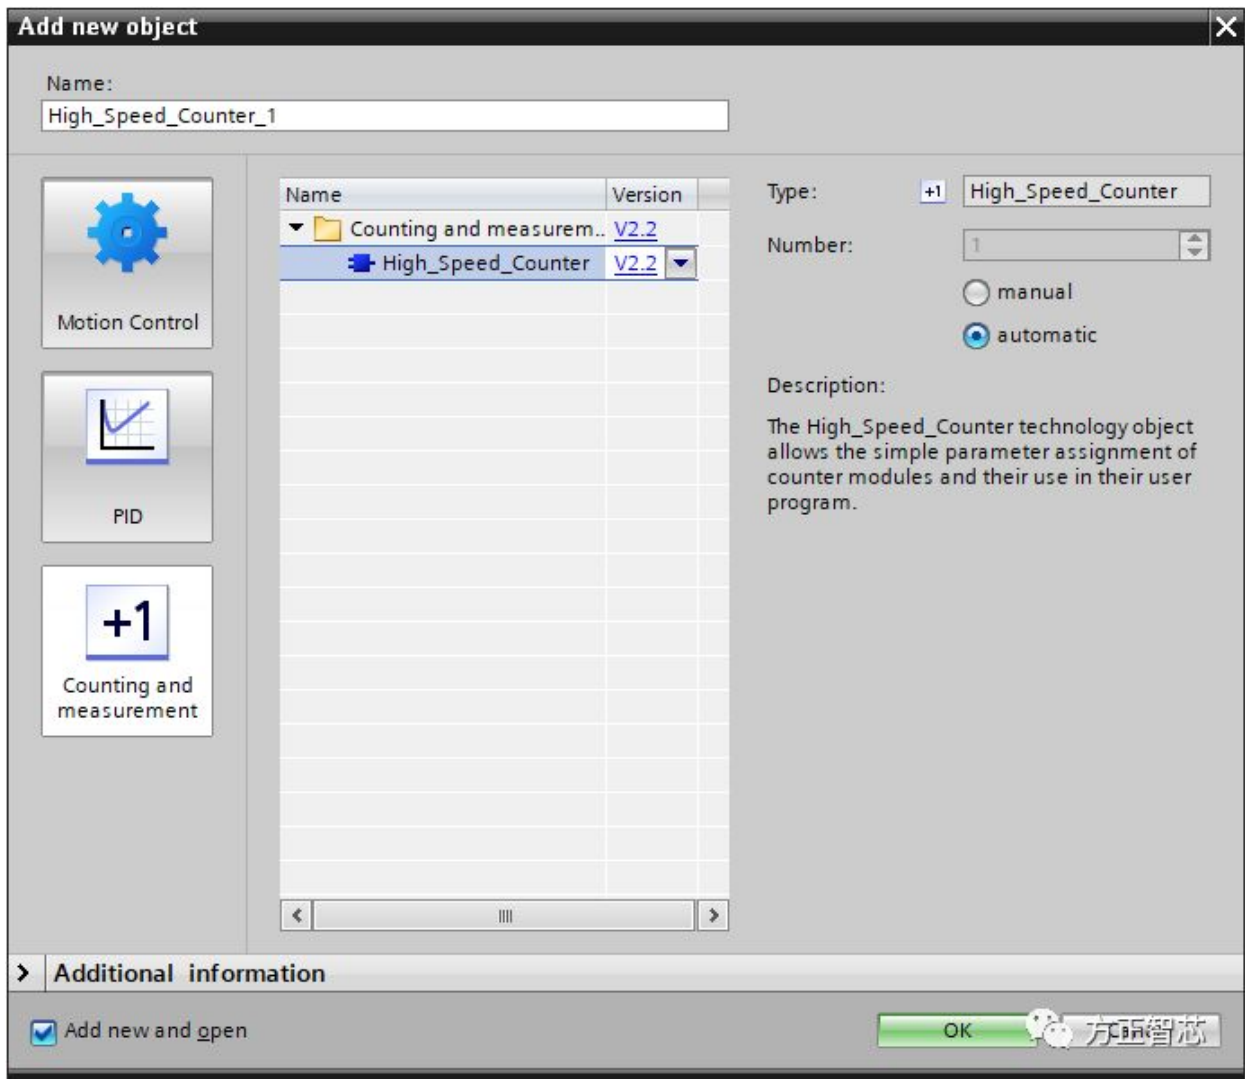 Add new object
Name:
High_Speed_Counter_1
Motion Control
PID
+1
Counting and
measurement
Name Version
Counting and measurem.. V2.2
High_Speed_Counter V2.2
Type: +1 High_Speed_Counter
Number: 1
manual
automatic
Description:
The High_Speed_Counter technology object
allows the simple parameter assignment of
counter modules and their use in their user
program.
Additional information
Add new and open
OK
方正智芯